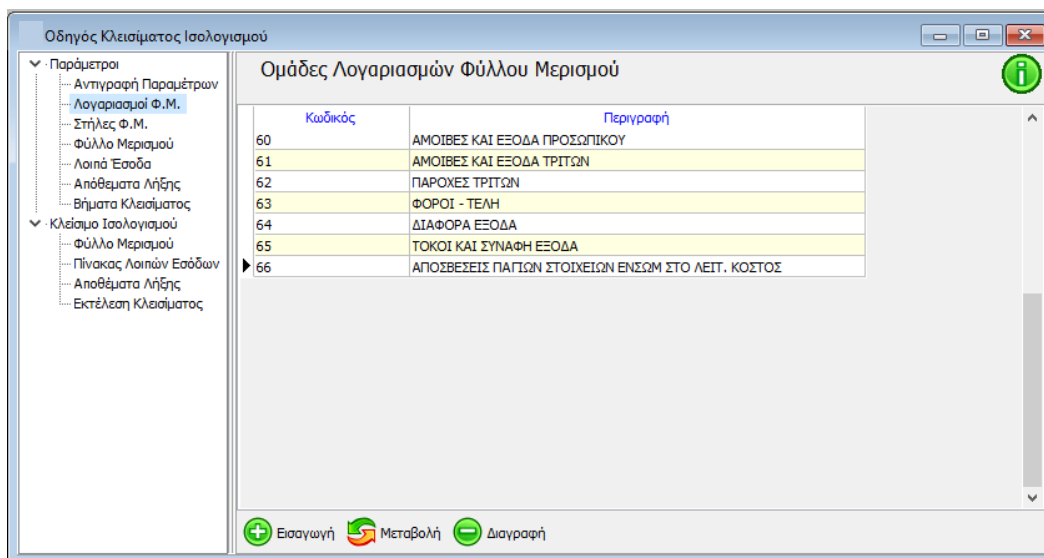 Οδηγός Κλεισίματος Ισολογισμού
Παράμετροι
Αντιγραφή Παραμέτρων
Λογαριασμοί Φ.Μ.
Στήλες Φ.Μ.
Φύλλο Μερισμού
Λοιπά Έσοδα
Απόθεματα Λήξης
Βήματα Κλεισίματος
Κλείσιμο Ισολογισμού
Φύλλο Μερισμού
Πίνακας Λοιπών Εσόδων
Αποθέματα Λήξης
Εκτέλεση Κλεισίματος
Ομάδες Λογαριασμών Φύλλου Μερισμού
Κωδικός Περιγραφή
60 ΑΜΟΙΒΕΣ ΚΑΙ ΕΞΟΔΑ ΠΡΟΣΩΠΙΚΟΥ
61 ΑΜΟΙΒΕΣ ΚΑΙ ΕΞΟΔΑ ΤΡΙΤΩΝ
62 ΠΑΡΟΧΕΣ ΤΡΙΤΩΝ
63 ΦΟΡΟΙ - ΤΕΛΗ
64 ΔΙΑΦΟΡΑ ΕΞΟΔΑ
65 ΤΟΚΟΙ ΚΑΙ ΣΥΝΑΦΗ ΕΞΟΔΑ
66 ΑΠΟΣΒΕΣΕΙΣ ΠΑΓΙΩΝ ΣΤΟΙΧΕΙΩΝ ΕΝΣΩΜ ΣΤΟ ΛΕΙΤ. ΚΟΣΤΟΣ
Εισαγωγή Μεταβολή Διαγραφή